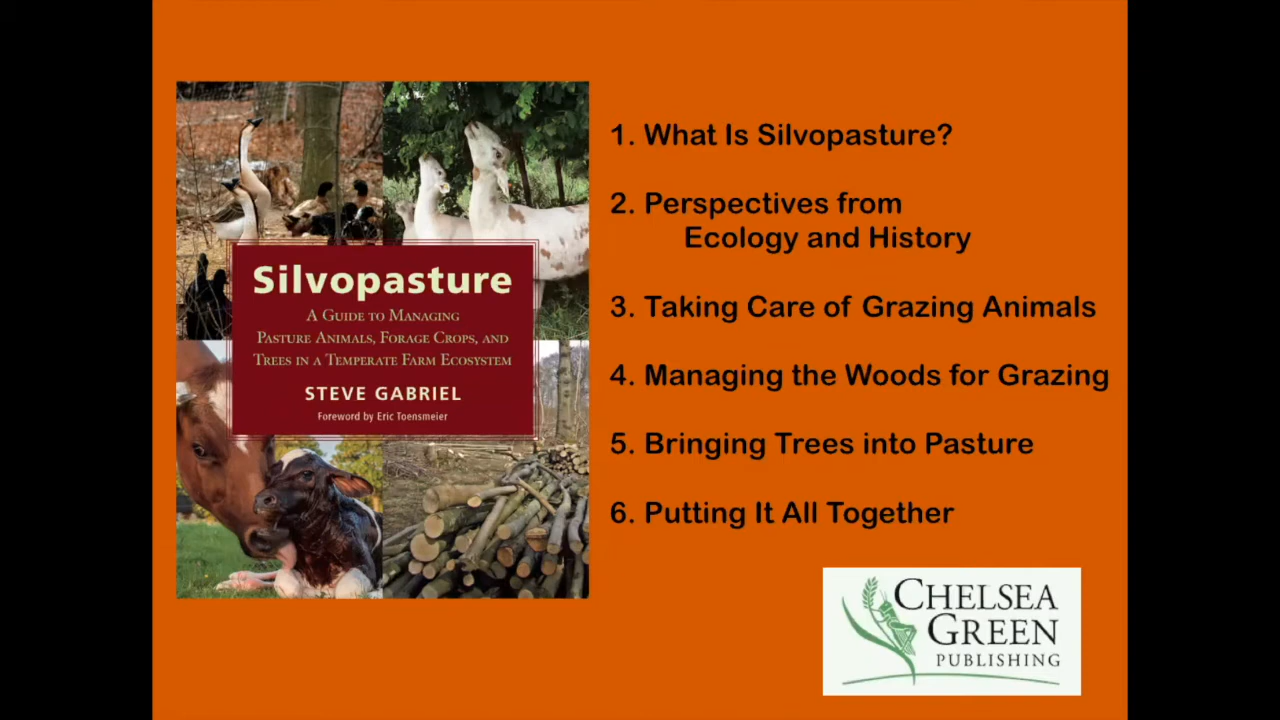 Silvopasture
A Guide to Managing
Pasture Animals, Forage Crops, and
Trees in a Temperate Farm Ecosystem
STEVE GABRIEL
Foreword by Eric Toensmeier
1. What Is Silvopasture?
2. Perspectives from
Ecology and History
3. Taking Care of Grazing Animals
4. Managing the Woods for Grazing
5. Bringing Trees into Pasture
6. Putting It All Together
CHELSEA
GREEN
PUBLISHING